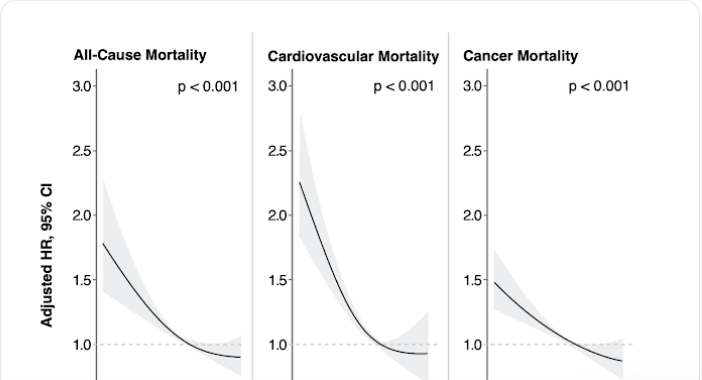 All-Cause Mortality
Cardiovascular Mortality
Cancer Mortality
p < 0.001
p < 0.001
p < 0.001
Adjusted HR, 95% CI
3.0
2.5
2.0
1.5
1.0
3.0
2.5
2.0
1.5
1.0
3.0
2.5
2.0
1.5
1.0